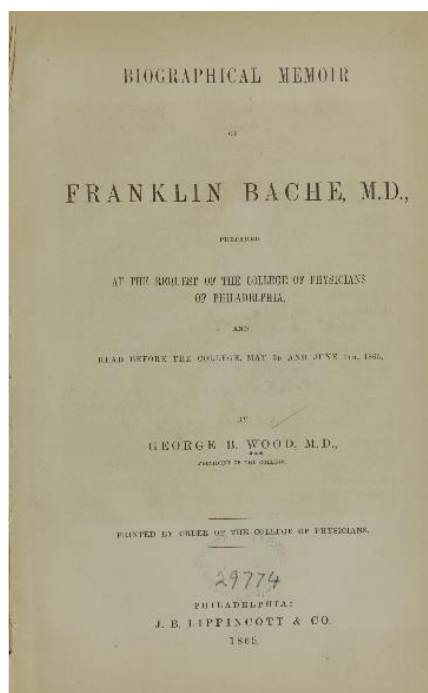 BIOGRAPHICAL MEMOIR
OF
FRANKLIN BACHE, M.D.,
PREPARED
AT THE REQUEST OF THE COLLEGE OF PHYSICIANS
OF PHILADELPHIA,
AND
READ BEFORE THE COLLEGE, MAY 3D AND JUNE 7TH, 1865,
BY
GEORGE B. WOOD, M.D.,
PRESIDENT OF THE COLLEGE.
PRINTED BY ORDER OF THE COLLEGE OF PHYSICIANS.
29774
PHILADELPHIA:
J. B. LIPPINCOTT & CO.
1865.